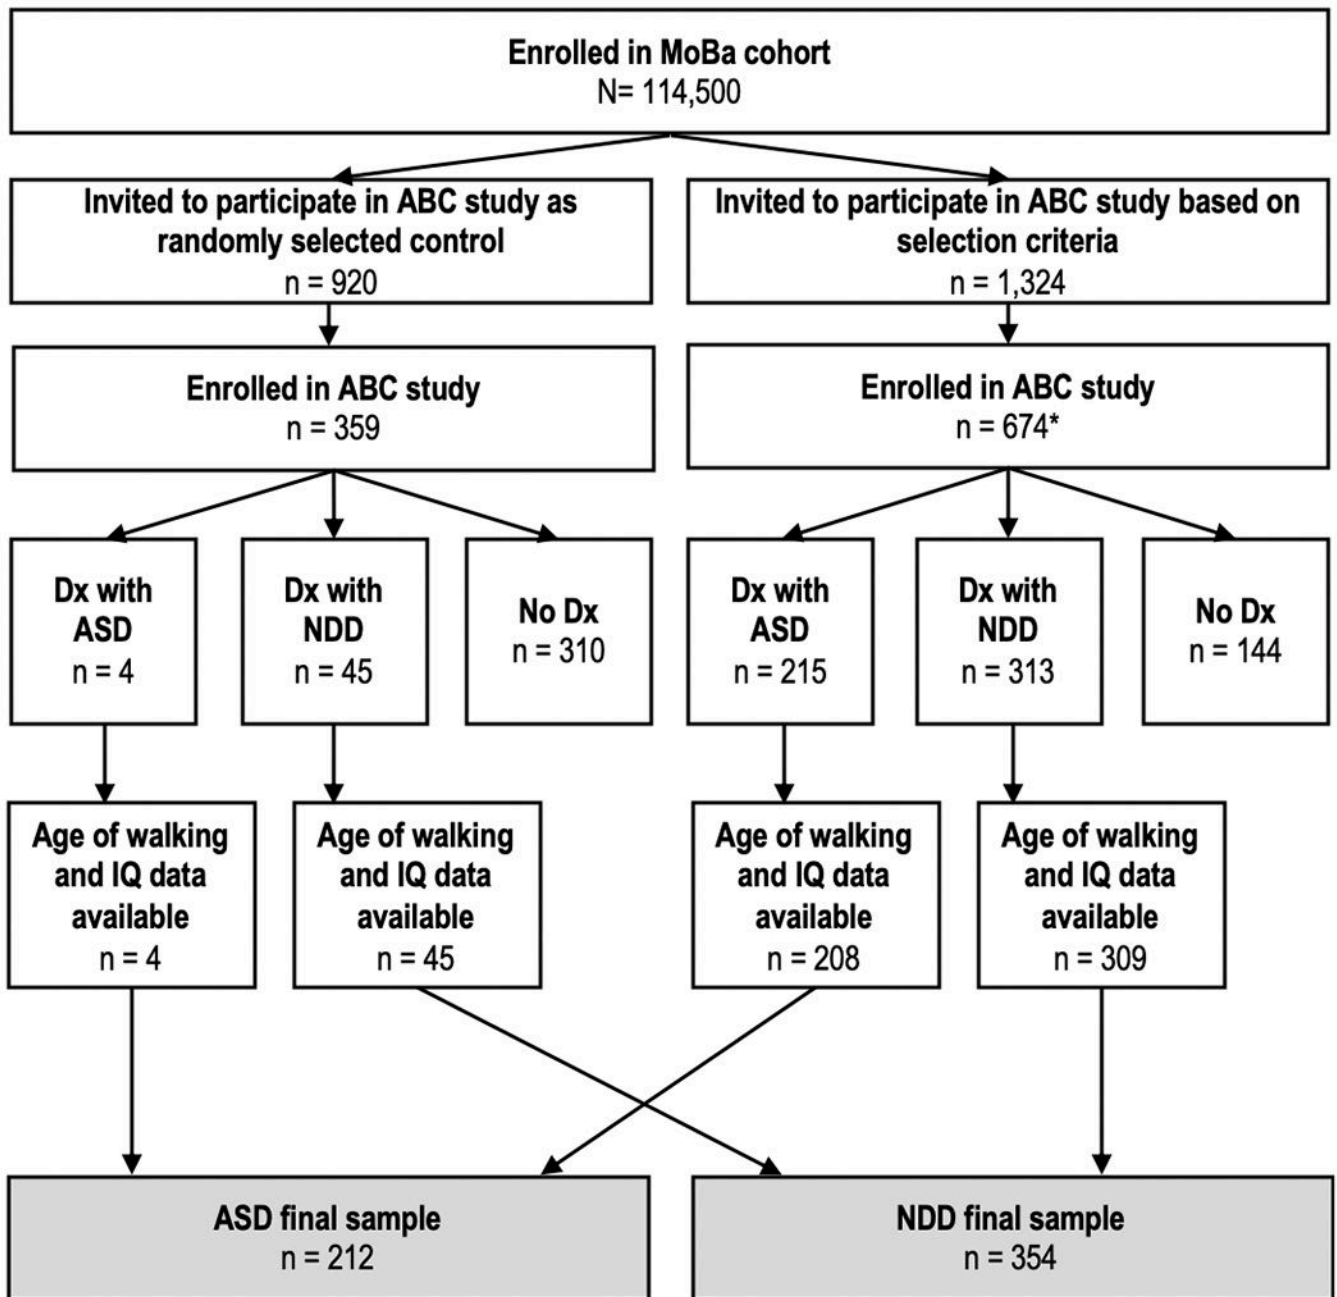 Enrolled in MoBa cohort
N= 114,500
Invited to participate in ABC study as
randomly selected control
n = 920
Invited to participate in ABC study based on
selection criteria
n = 1,324
Enrolled in ABC study
n = 359
Enrolled in ABC study
n = 674*
Dx with
ASD
n = 4
Dx with
NDD
n = 45
No Dx
n = 310
Dx with
ASD
n = 215
Dx with
NDD
n = 313
No Dx
n = 144
Age of walking
and IQ data
available
n = 4
Age of walking
and IQ data
available
n = 45
Age of walking
and IQ data
available
n = 208
Age of walking
and IQ data
available
n = 309
ASD final sample
n = 212
NDD final sample
n = 354